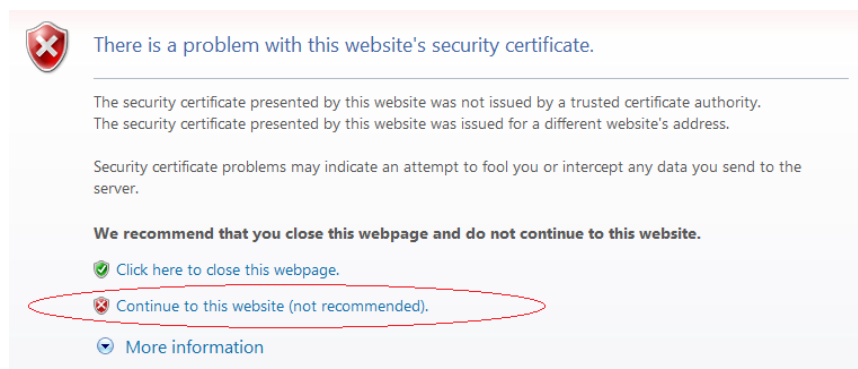 There is a problem with this website's security certificate.
The security certificate presented by this website was not issued by a trusted certificate authority.
The security certificate presented by this website was issued for a different website's address.
Security certificate problems may indicate an attempt to fool you or intercept any data you send to the
server.
We recommend that you close this webpage and do not continue to this website.
Click here to close this webpage.
Continue to this website (not recommended).
More information